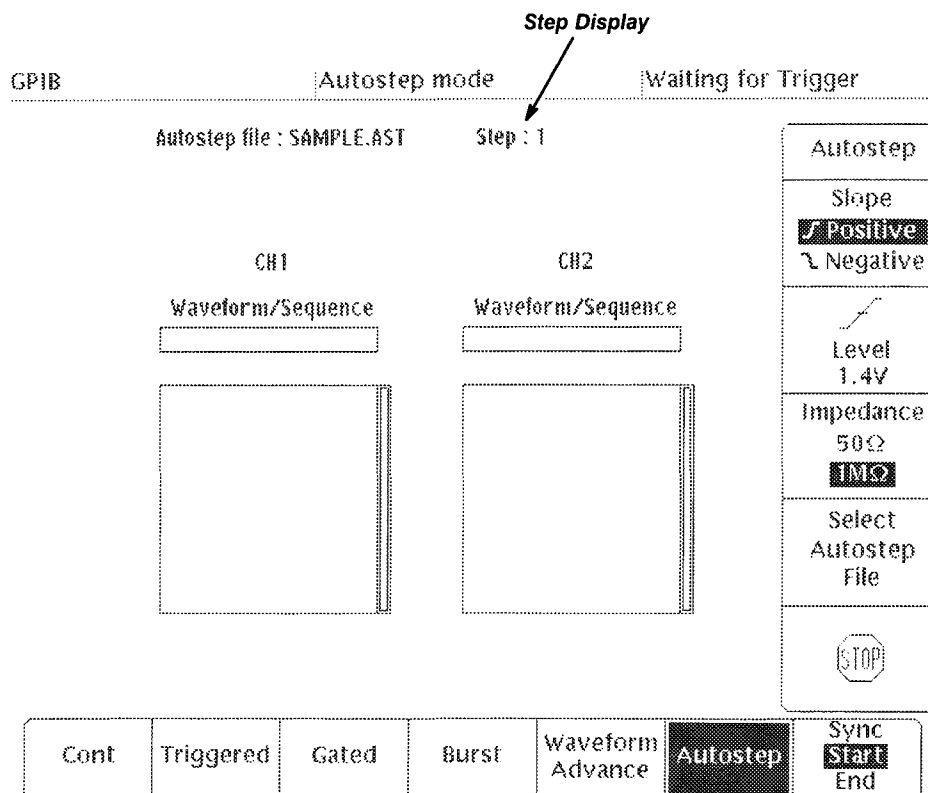 Step Display
GPIB
Autostep mode
Waiting for Trigger
Autostep file : SAMPLE.AST
Step : 1
CH1
CH2
Waveform/Sequence
Waveform/Sequence
Autostep
Slope
Positive
Negative
Level
1.4V
Impedance
50Ω
1MΩ
Select
Autostep
File
STOP
Cont
Triggered
Gated
Burst
Waveform
Advance
Autostep
Sync
Start
End